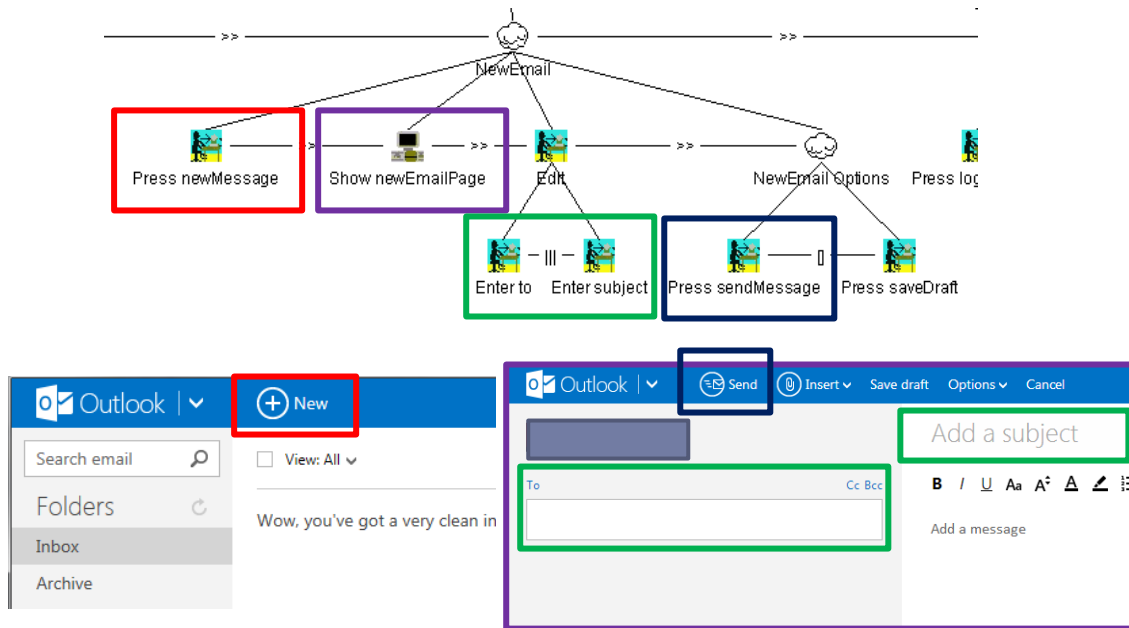 >> >>
NewEmail
>> >> >>
Press newMessage Show newEmailPage Edit NewEmail Options Press log
||| []
Enter to Enter subject Press sendMessage Press saveDraft
Outlook New
Search email View: All
Folders
Wow, you've got a very clean in
Inbox
Archive
Outlook Send Insert Save draft Options Cancel
Add a subject
To Cc Bcc
B I U Aa A A
Add a message